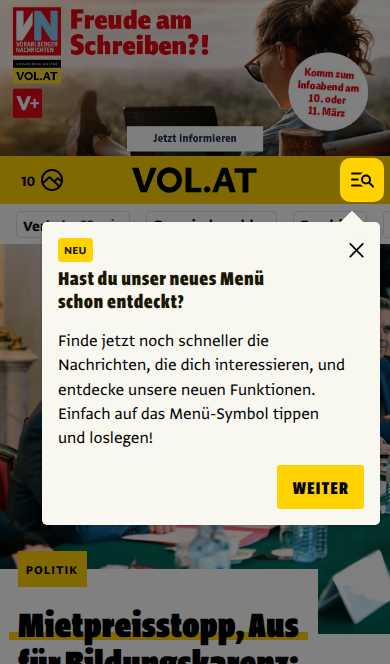 Freude am
Schreiben?!
VN
VORARLBERGER
NACHRICHTEN
VOL.AT
V+
Komm zum
Infoabend am
10. oder
11. März
Jetzt informieren
10
VOL.AT
NEU
Hast du unser neues Menü
schon entdeckt?
Finde jetzt noch schneller die
Nachrichten, die dich interessieren, und
entdecke unsere neuen Funktionen.
Einfach auf das Menü-Symbol tippen
und loslegen!
WEITER
POLITIK
Mietpreisstopp, Aus
für Bildungskarenz: